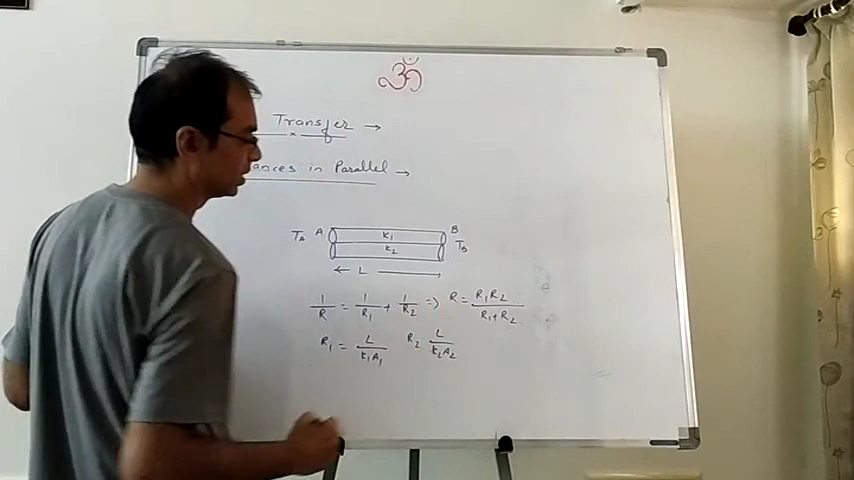 ॐ
Transfer →
ances in Parallel →
A K₁ B
T_A K₂ T_B
← L →
1/R = 1/R₁ + 1/R₂ ⇒ R = R₁R₂/R₁+R₂
R₁ = L/K₁A₁ R₂ L/K₂A₂